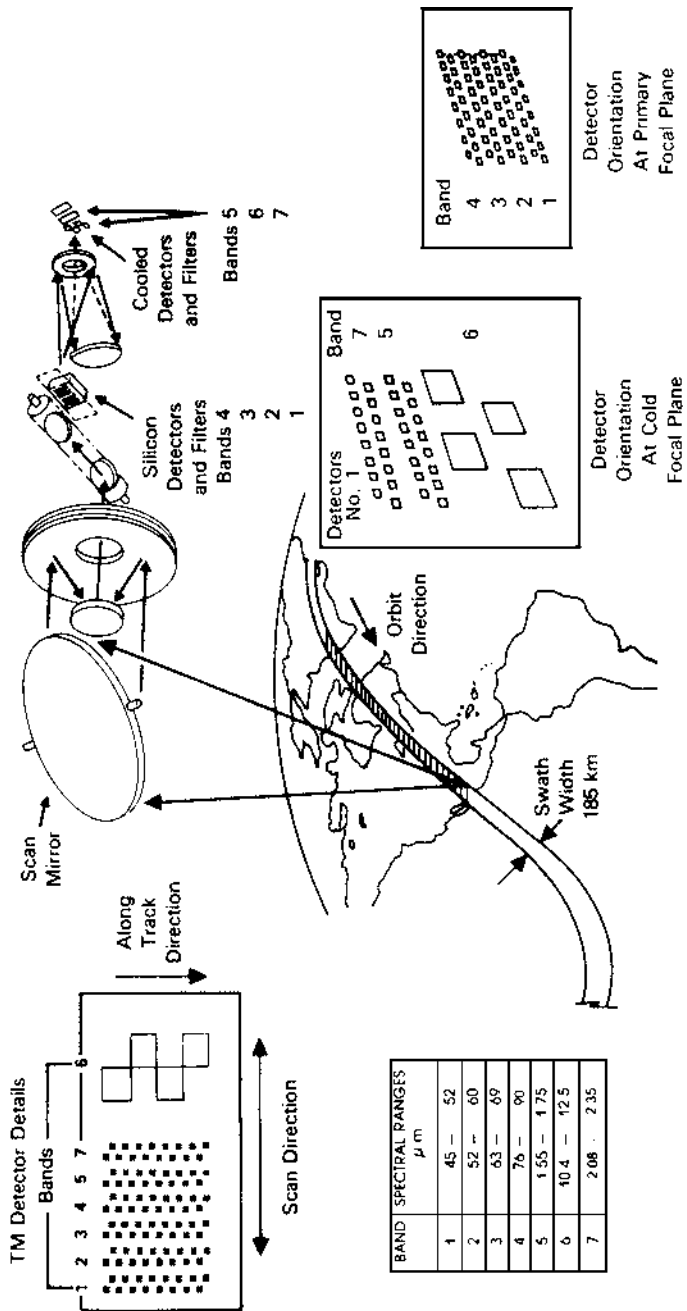 TM Detector Details
Bands
1 2 3 4 5 7 6
Along
Track
Direction
Scan Direction
Scan
Mirror
Silicon
Detectors
and Filters
Bands 4
3
2
1
Cooled
Detectors
and Filters
Bands 5
6
7
BAND SPECTRAL RANGES
μm
1 45 – 52
2 52 – 60
3 63 – 69
4 76 – 90
5 1 55 – 1 75
6 10 4 – 12 5
7 2 08 - 2 35
Swath
Width
185 km
Orbit
Direction
Detectors
No. 1
Band
7
5
6
Detector
Orientation
At Cold
Focal Plane
Band
4
3
2
1
Detector
Orientation
At Primary
Focal Plane